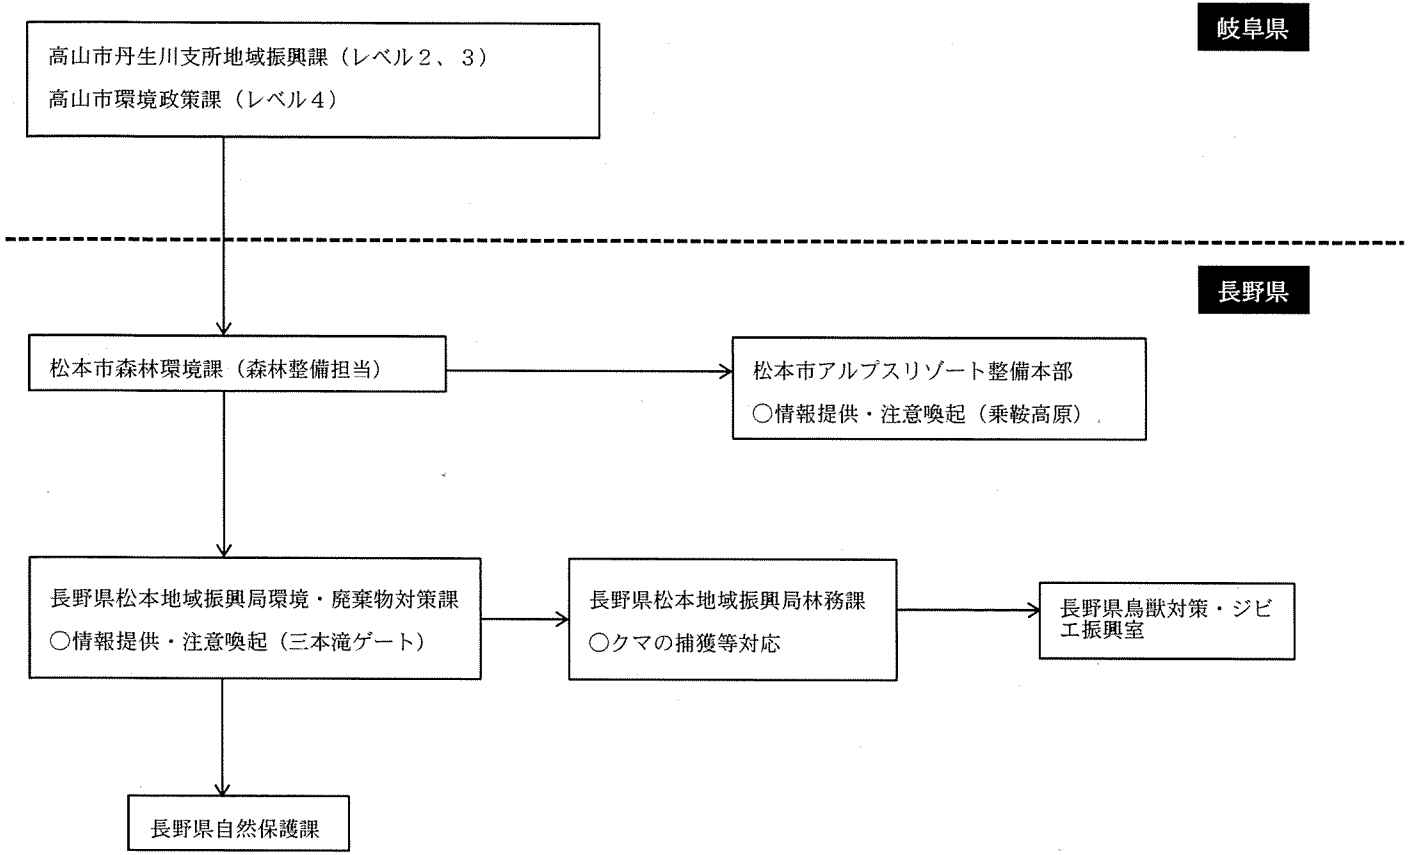 岐阜県
高山市丹生川支所地域振興課（レベル２、３）
高山市環境政策課（レベル４）
長野県
松本市森林環境課（森林整備担当）
松本市アルプスリゾート整備本部
○情報提供・注意喚起（乗鞍高原）
長野県松本地域振興局環境・廃棄物対策課
○情報提供・注意喚起（三本滝ゲート）
長野県松本地域振興局林務課
○クマの捕獲等対応
長野県鳥獣対策・ジビ
エ振興室
長野県自然保護課